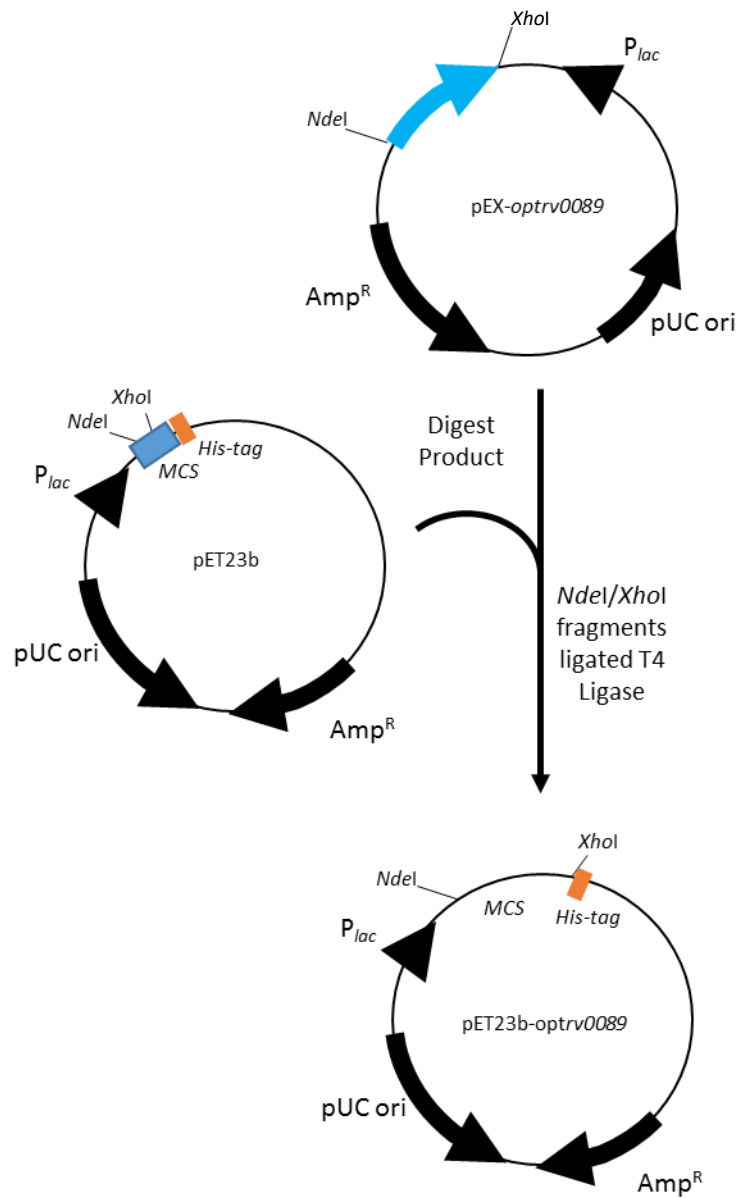 XhoI
Plac
NdeI
pEX-optrv0089
AmpR
pUC ori
XhoI
NdeI
His-tag
MCS
Plac
pET23b
pUC ori
AmpR
Digest
Product
NdeI/XhoI
fragments
ligated T4
Ligase
XhoI
NdeI
MCS
His-tag
Plac
pET23b-optrv0089
pUC ori
AmpR